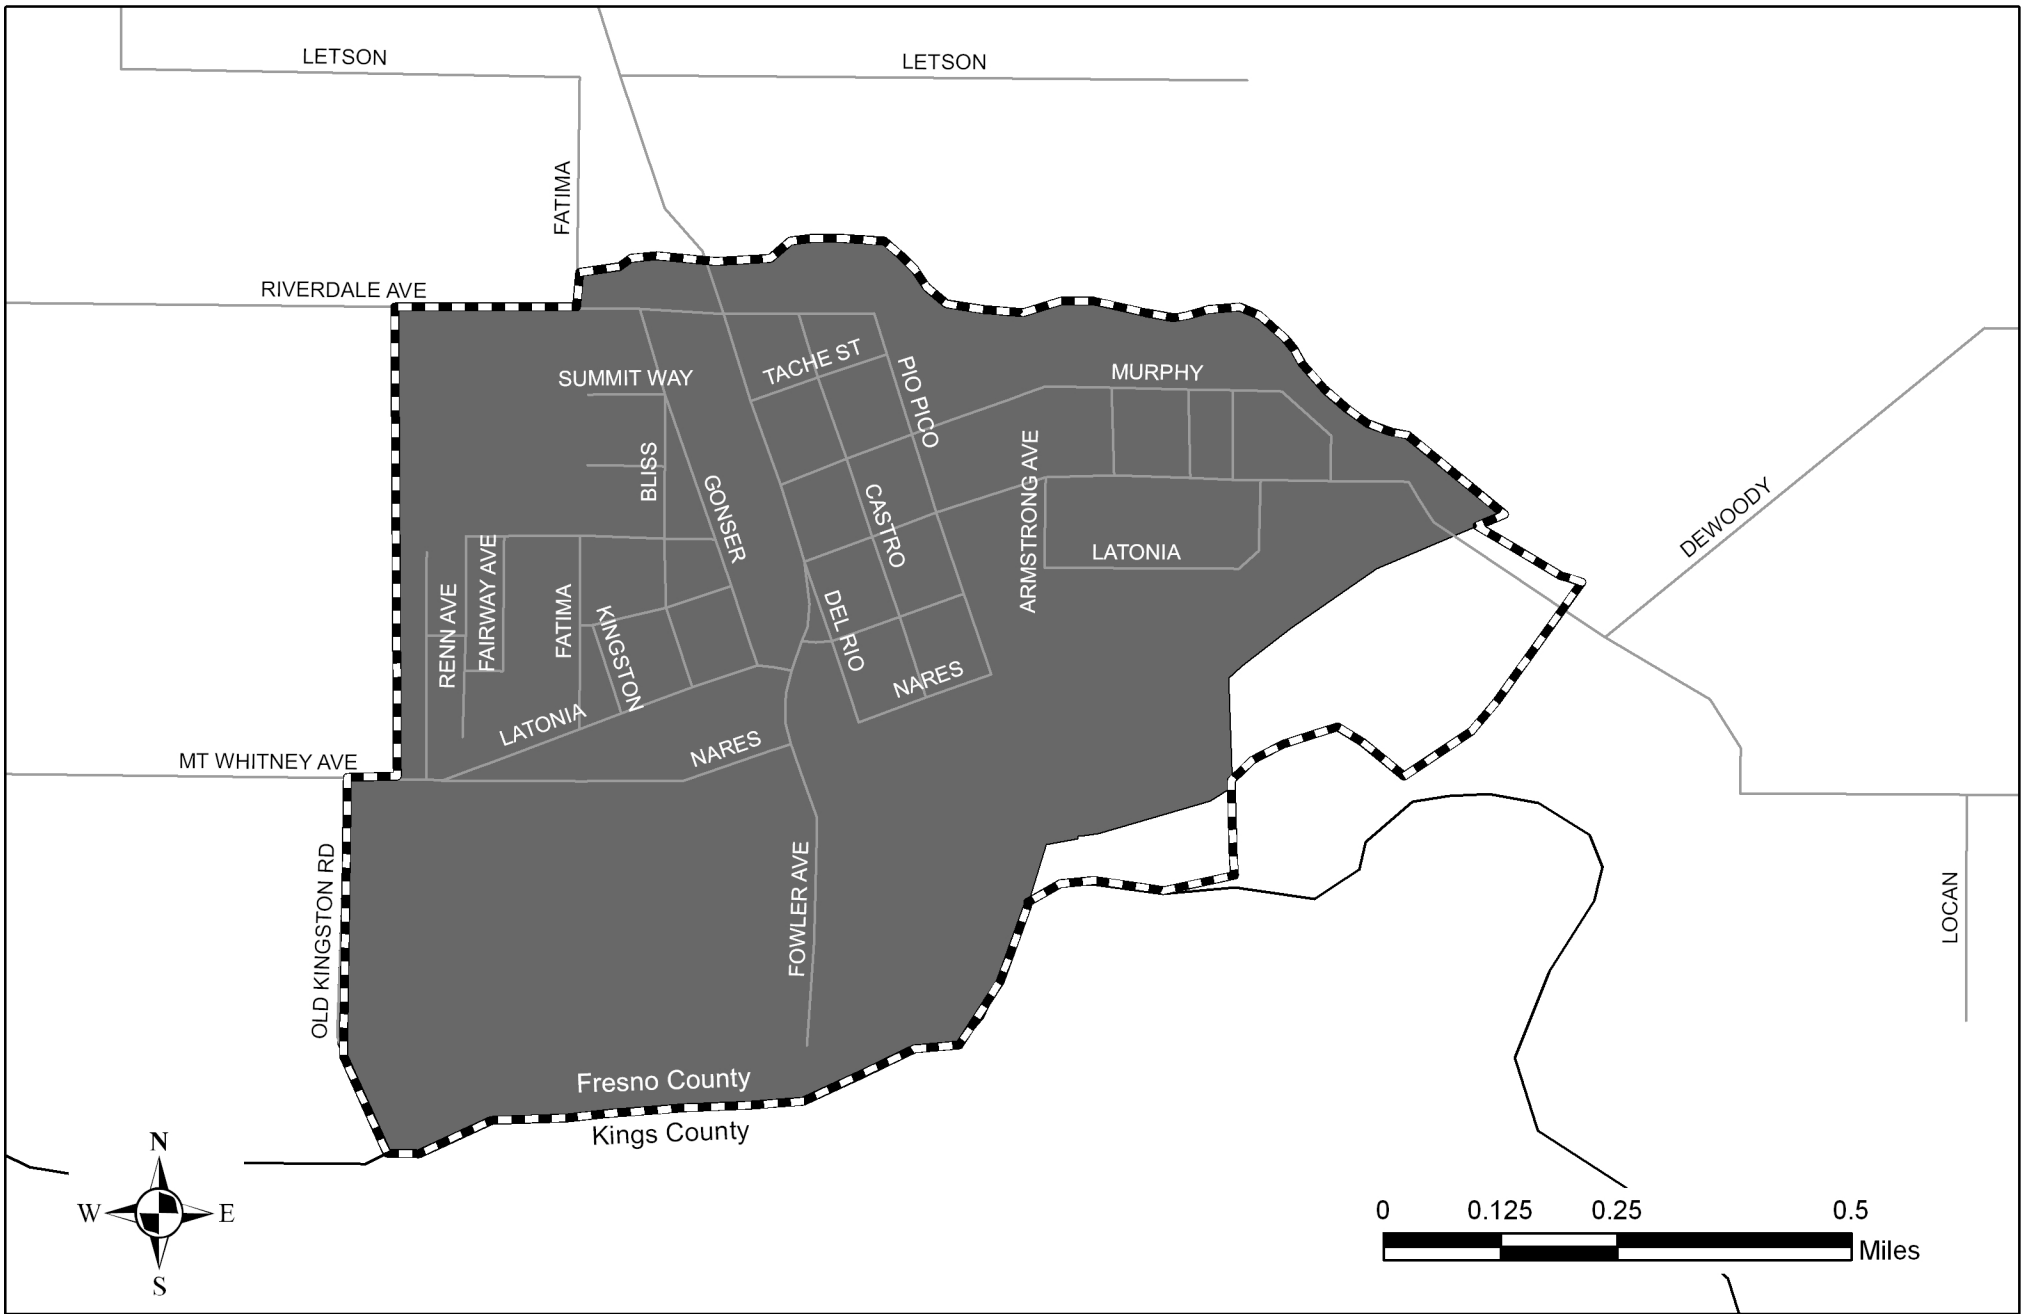 LETSON
LETSON
FATIMA
RIVERDALE AVE
TACHE ST
SUMMIT WAY
PIO PICO
MURPHY
BLISS
GONSER
CASTRO
ARMSTRONG AVE
DEWOODY
LATONIA
RENN AVE
FAIRWAY AVE
FATIMA
KINGSTON
DEL RIO
NARES
LATONIA
NARES
MT WHITNEY AVE
OLD KINGSTON RD
FOWLER AVE
LOCAN
Fresno County
Kings County
N
W E
S
0 0.125 0.25 0.5
Miles